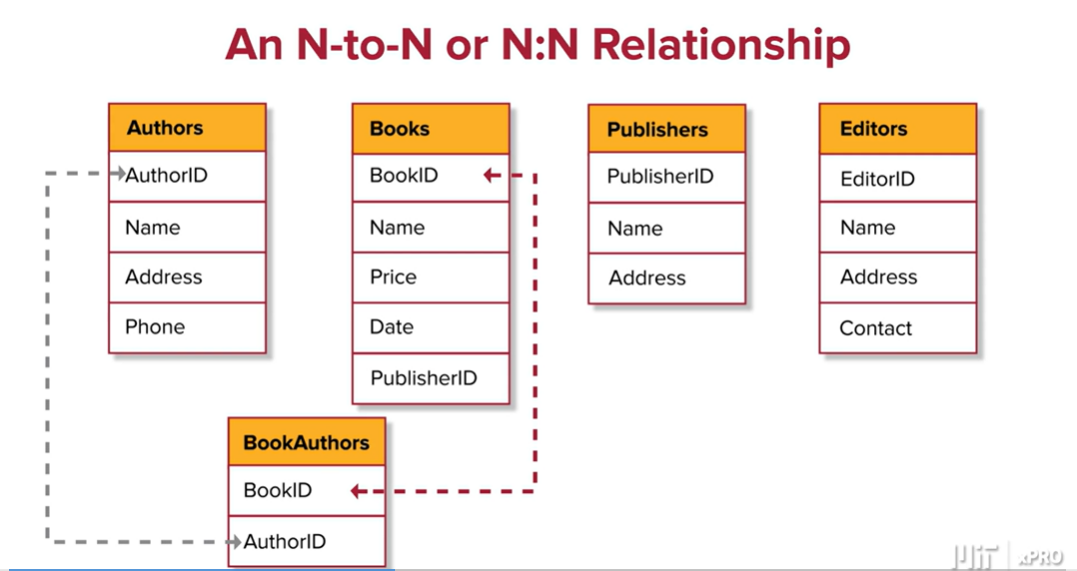 An N-to-N or N:N Relationship
Authors
AuthorID
Name
Address
Phone
Books
BookID
Name
Price
Date
PublisherID
Publishers
PublisherID
Name
Address
Editors
EditorID
Name
Address
Contact
BookAuthors
BookID
AuthorID
MIT xPRO